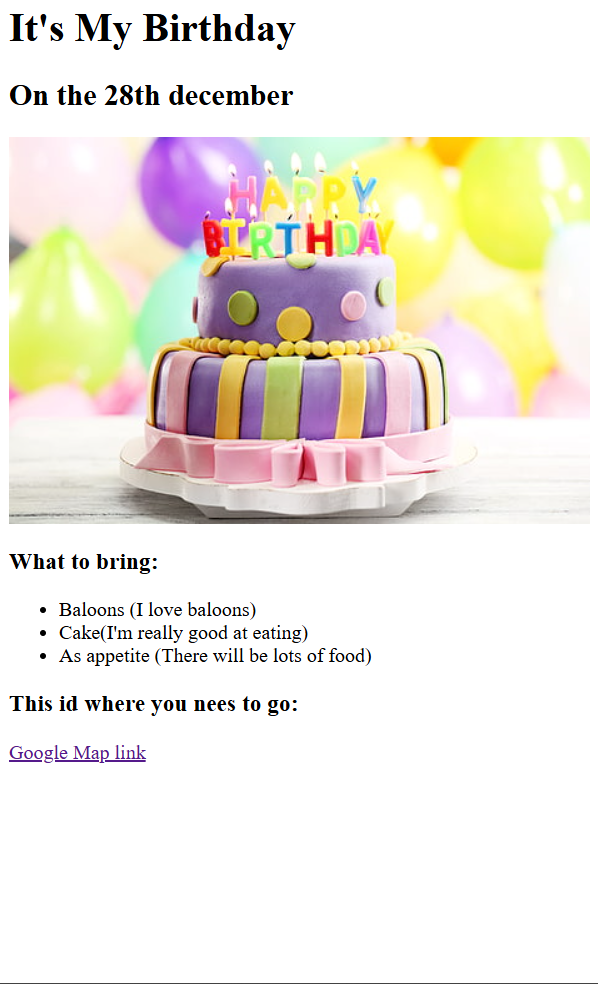 It's My Birthday
On the 28th december
HAPPY
BIRTHDAY
What to bring:
Baloons (I love baloons)
Cake(I'm really good at eating)
As appetite (There will be lots of food)
This id where you nees to go:
Google Map link